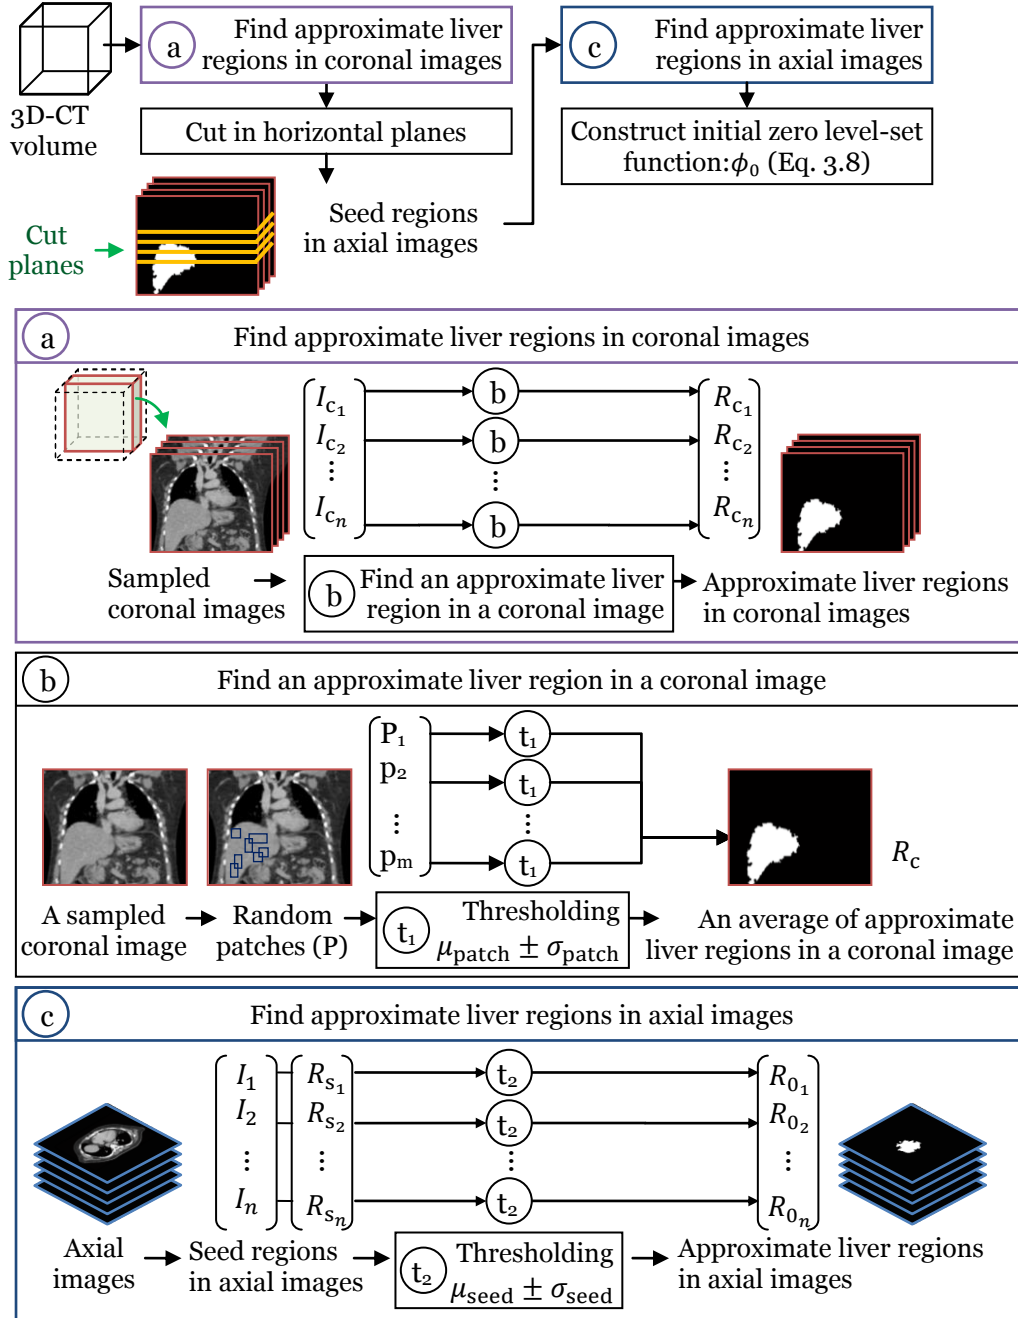 a
Find approximate liver
regions in coronal images
c
Find approximate liver
regions in axial images
3D-CT
volume
Cut in horizontal planes
Construct initial zero level-set
function:ϕ₀ (Eq. 3.8)
Seed regions
in axial images
Cut
planes
a
Find approximate liver regions in coronal images
I_c₁ b R_c₁
I_c₂ b R_c₂
⋮ ⋮ ⋮
I_cₙ b R_cₙ
Sampled
coronal images
b
Find an approximate liver
region in a coronal image
Approximate liver regions
in coronal images
b
Find an approximate liver region in a coronal image
P₁ t₁
p₂ t₁
⋮ ⋮
pₘ t₁
R_c
A sampled
coronal image
Random
patches (P)
t₁
Thresholding
μ_patch ± σ_patch
An average of approximate
liver regions in a coronal image
c
Find approximate liver regions in axial images
I₁ R_s₁ t₂ R_0₁
I₂ R_s₂ t₂ R_0₂
⋮ ⋮ ⋮ ⋮
Iₙ R_sₙ t₂ R_0ₙ
Axial
images
Seed regions
in axial images
t₂
Thresholding
μ_seed ± σ_seed
Approximate liver regions
in axial images